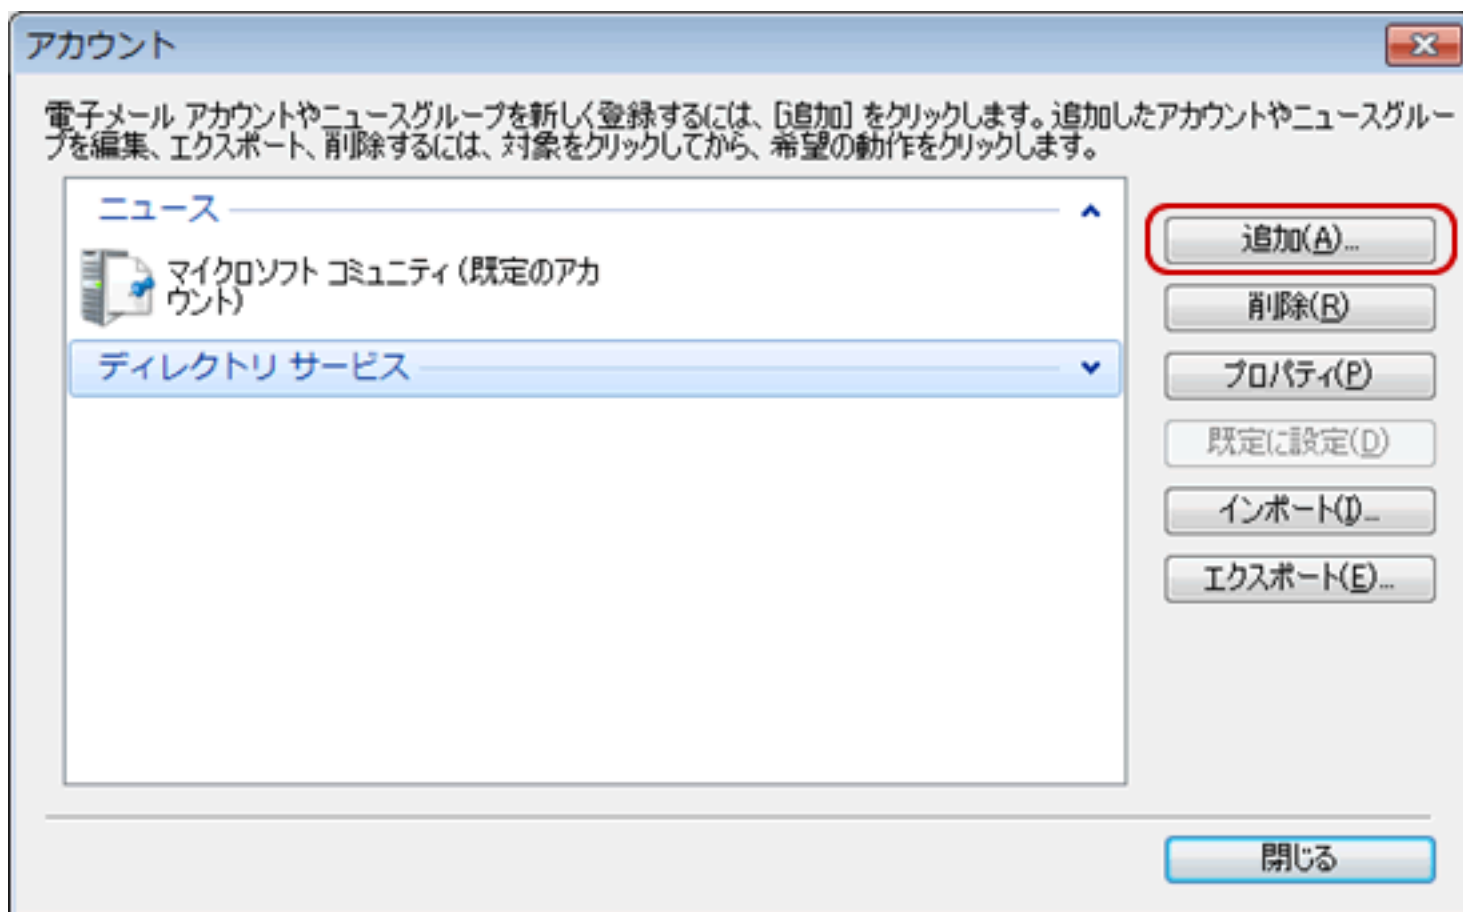 アカウント
電子メール アカウントやニュースグループを新しく登録するには、[追加] をクリックします。追加したアカウントやニュースグルー
プを編集、エクスポート、削除するには、対象をクリックしてから、希望の動作をクリックします。
ニュース
マイクロソフト コミュニティ (既定のアカ
ウント)
ディレクトリ サービス
追加(A)...
削除(R)
プロパティ(P)
既定に設定(D)
インポート(I)...
エクスポート(E)...
閉じる